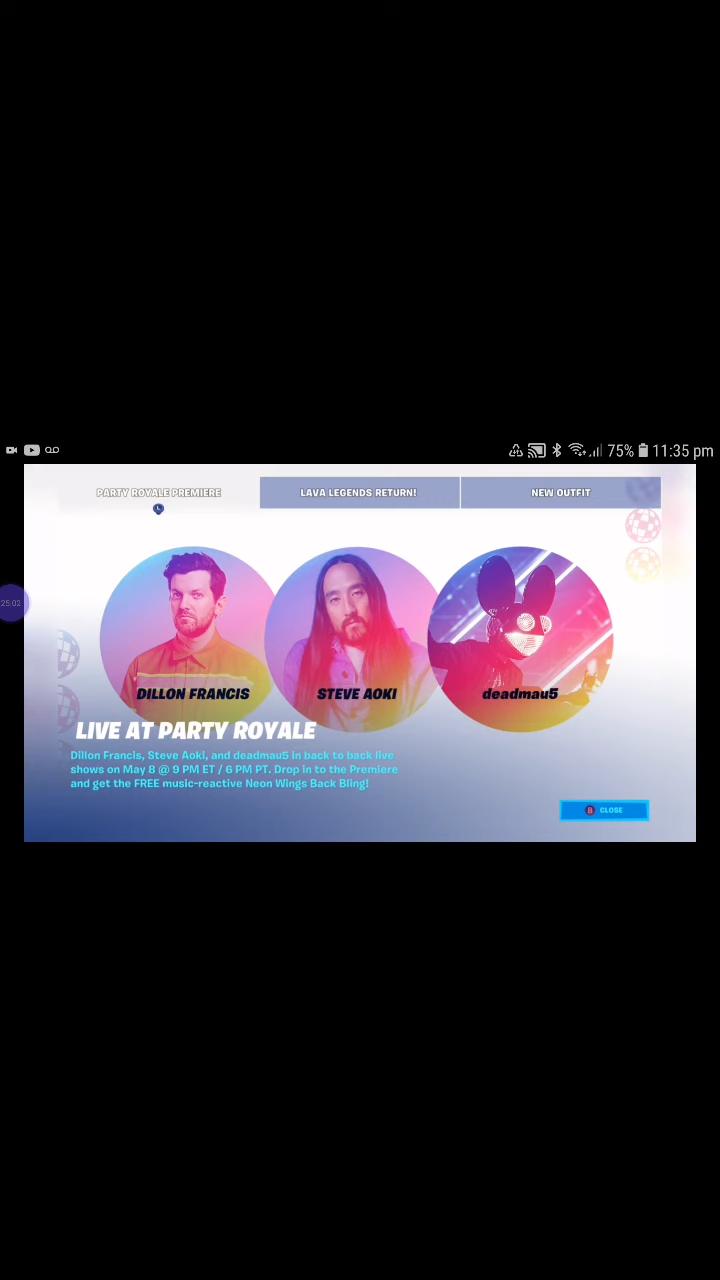 75% 11:35 pm
PARTY ROYALE PREMIERE
LAVA LEGENDS RETURN!
NEW OUTFIT
L
25:02
DILLON FRANCIS
STEVE AOKI
deadmau5
LIVE AT PARTY ROYALE
Dillon Francis, Steve Aoki, and deadmau5 in back to back live
shows on May 8 @ 9 PM ET / 6 PM PT. Drop in to the Premiere
and get the FREE music-reactive Neon Wings Back Bling!
B CLOSE